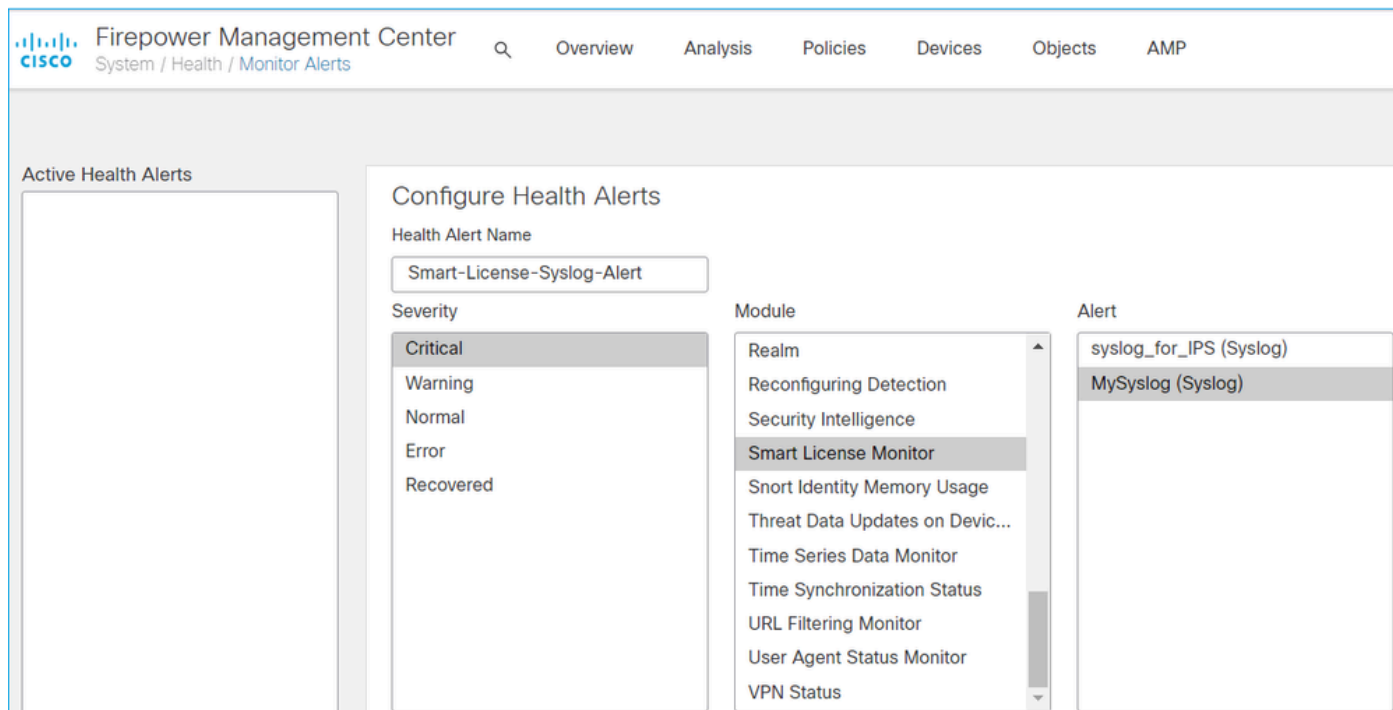 Firepower Management Center
CISCO
System / Health / Monitor Alerts
Overview
Analysis
Policies
Devices
Objects
AMP
Active Health Alerts
Configure Health Alerts
Health Alert Name
Smart-License-Syslog-Alert
Severity
Critical
Warning
Normal
Error
Recovered
Module
Realm
Reconfiguring Detection
Security Intelligence
Smart License Monitor
Snort Identity Memory Usage
Threat Data Updates on Devic...
Time Series Data Monitor
Time Synchronization Status
URL Filtering Monitor
User Agent Status Monitor
VPN Status
Alert
syslog_for_IPS (Syslog)
MySyslog (Syslog)